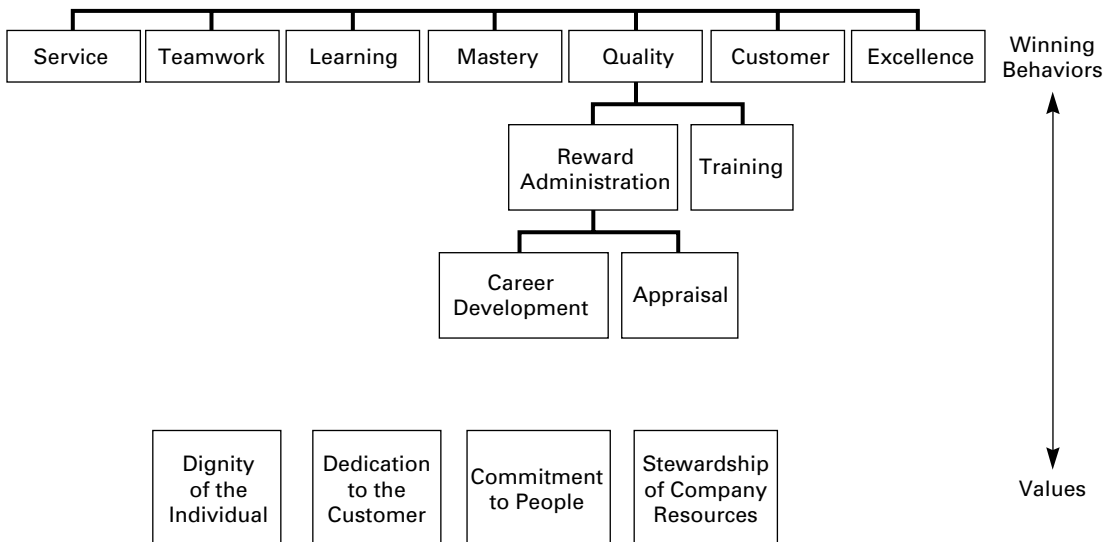 Service
Teamwork
Learning
Mastery
Quality
Customer
Excellence
Winning
Behaviors
Reward
Administration
Training
Career
Development
Appraisal
Dignity
of the
Individual
Dedication
to the
Customer
Commitment
to People
Stewardship
of Company
Resources
Values